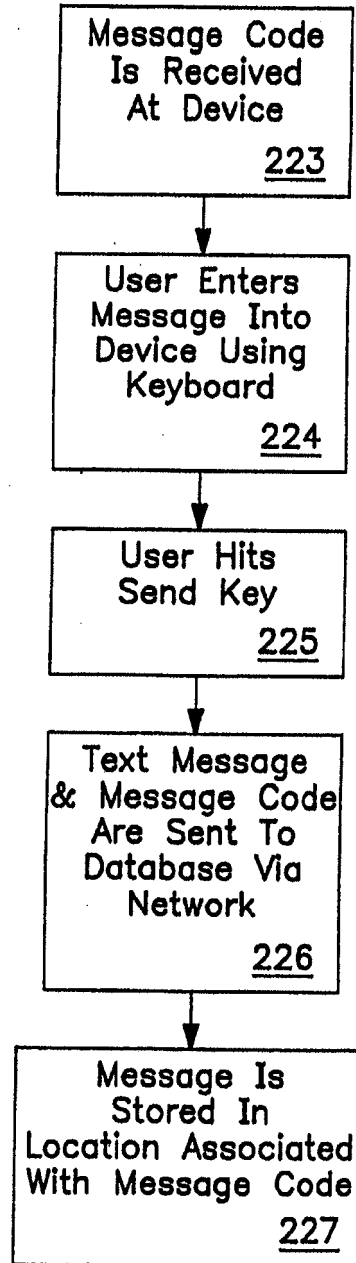 Message Code
Is Received
At Device
223
User Enters
Message Into
Device Using
Keyboard
224
User Hits
Send Key
225
Text Message
& Message Code
Are Sent To
Database Via
Network
226
Message Is
Stored In
Location Associated
With Message Code
227